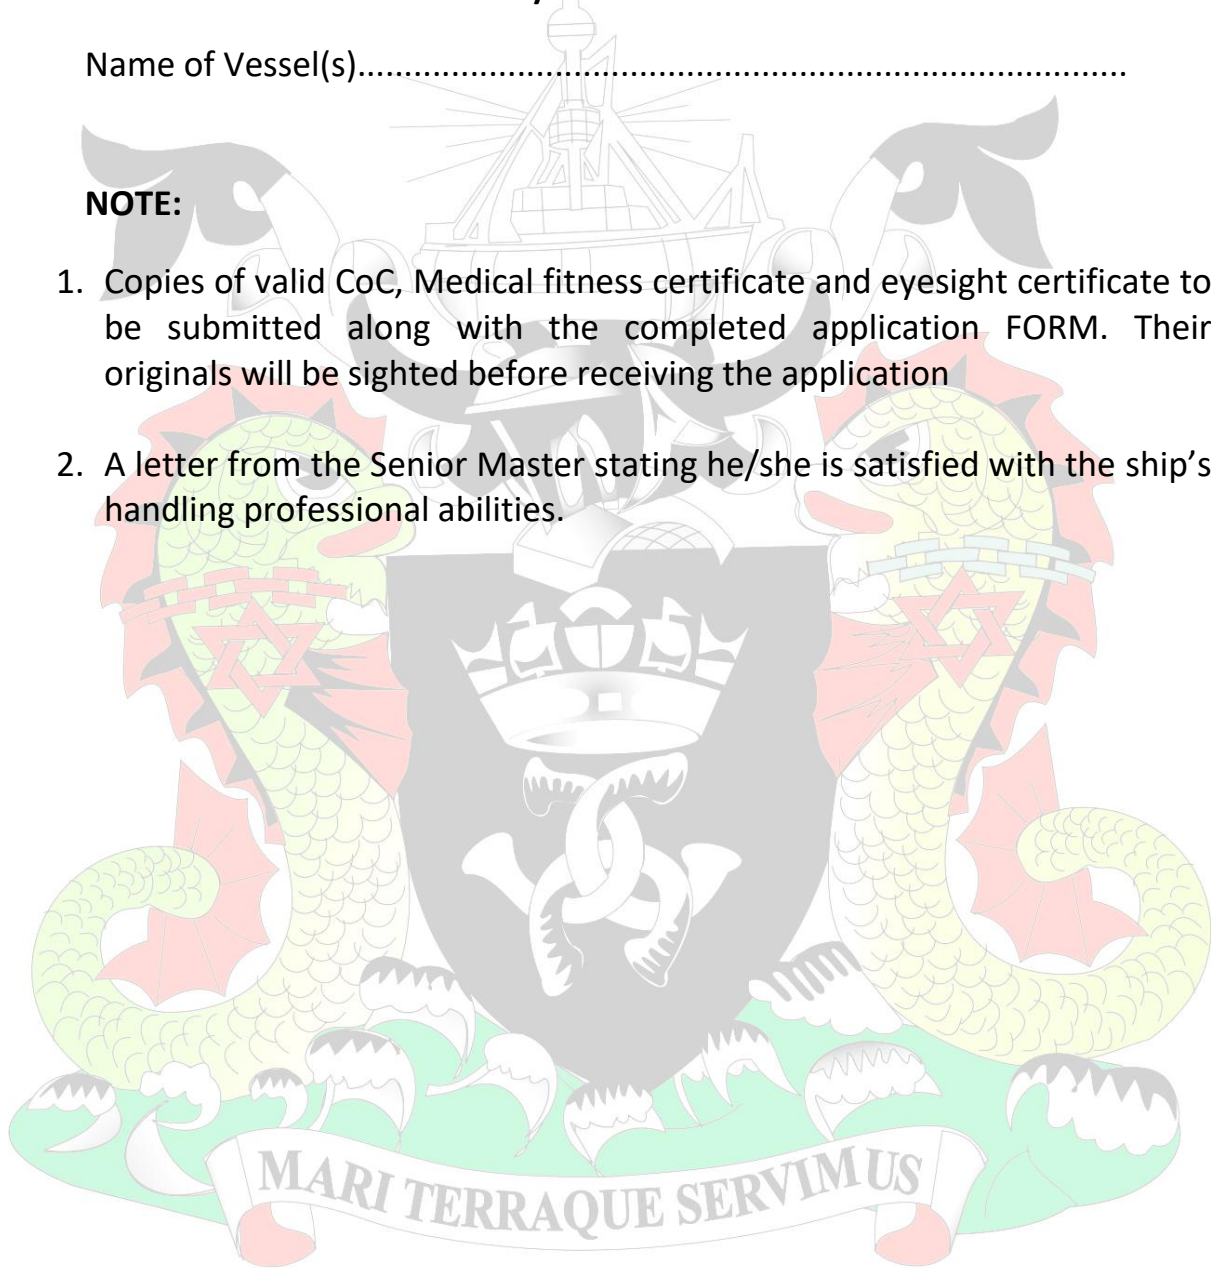 Name of Vessel(s)...................................................................................
NOTE:
1. Copies of valid CoC, Medical fitness certificate and eyesight certificate to
be submitted along with the completed application FORM. Their
originals will be sighted before receiving the application
2. A letter from the Senior Master stating he/she is satisfied with the ship’s
handling professional abilities.
MARI TERRAQUE SERVIMUS